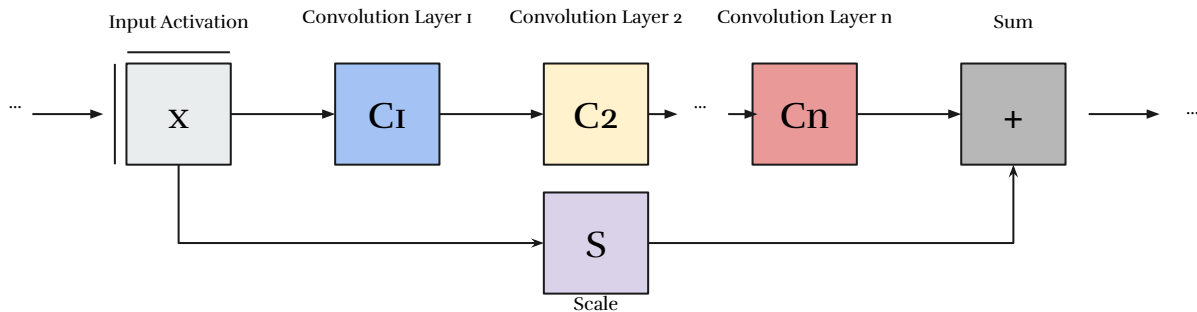 Input Activation
Convolution Layer 1
Convolution Layer 2
Convolution Layer n
Sum
...
x
C1
C2
...
Cn
+
...
S
Scale